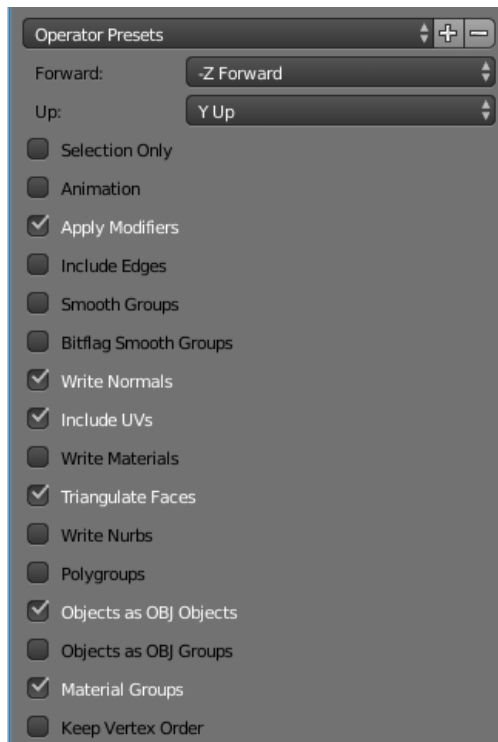 Operator Presets
Forward: -Z Forward
Up: Y Up
Selection Only
Animation
Apply Modifiers
Include Edges
Smooth Groups
Bitflag Smooth Groups
Write Normals
Include UVs
Write Materials
Triangulate Faces
Write Nurbs
Polygroups
Objects as OBJ Objects
Objects as OBJ Groups
Material Groups
Keep Vertex Order